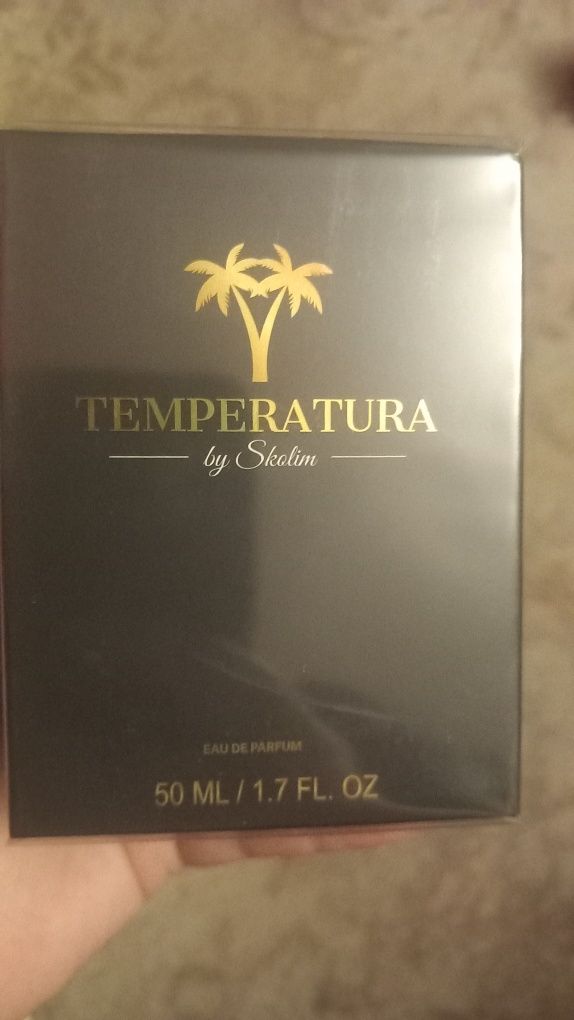 TEMPERATURA
by Skolim
EAU DE PARFUM
50 ML / 1.7 FL. OZ